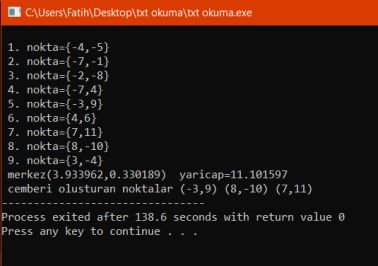 C:\Users\Fatih\Desktop\txt okuma\txt okuma.exe
1. nokta={-4,-5}
2. nokta={-7,-1}
3. nokta={-2,-8}
4. nokta={-7,4}
5. nokta={-3,9}
6. nokta={4,6}
7. nokta={7,11}
8. nokta={8,-10}
9. nokta={3,-4}
merkez(3.933962,0.330189)  yaricap=11.101597
cemberi olusturan noktalar (-3,9) (8,-10) (7,11)
--------------------------------
Process exited after 138.6 seconds with return value 0
Press any key to continue . . .